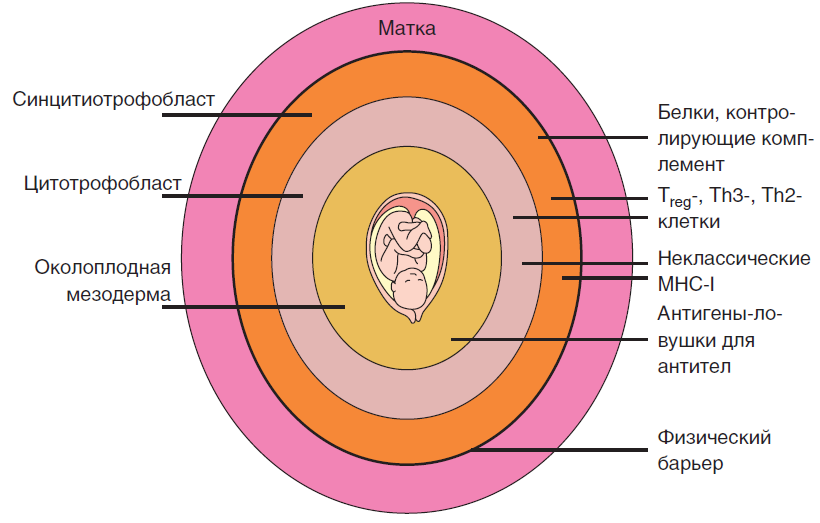 Матка
Синцитиотрофобласт
Цитотрофобласт
Околоплодная
мезодерма
Белки, контро-
лирующие комп-
лемент
Treg-, Th3-, Th2-
клетки
Неклассические
MHC-I
Антигены-ло-
вушки для
антител
Физический
барьер